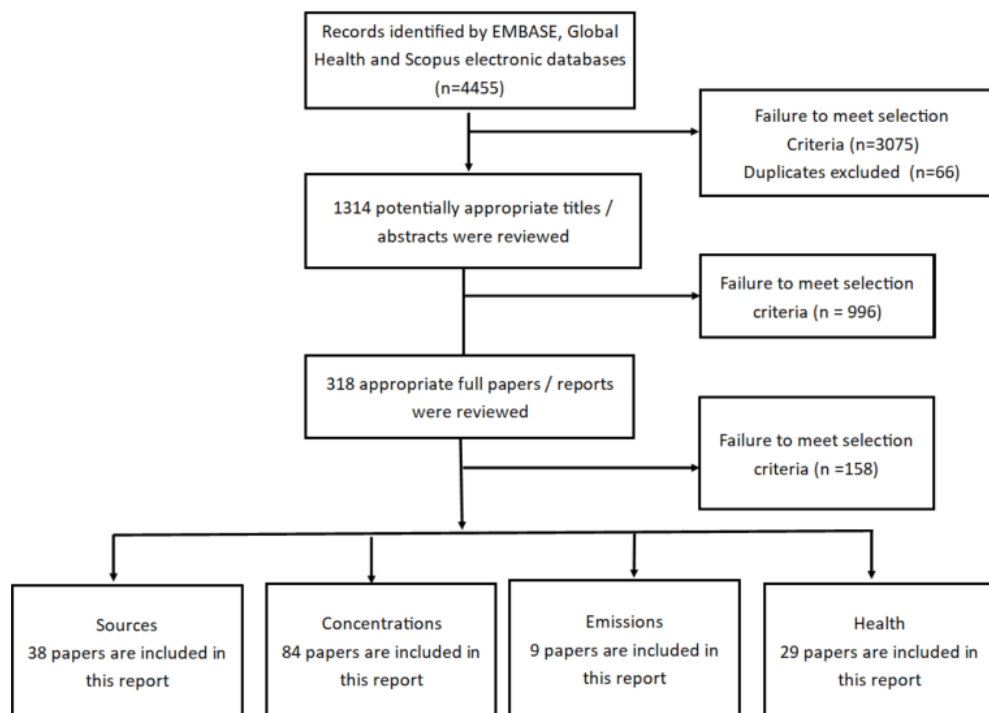 Records identified by EMBASE, Global
Health and Scopus electronic databases
(n=4455)
Failure to meet selection
Criteria (n=3075)
Duplicates excluded (n=66)
1314 potentially appropriate titles /
abstracts were reviewed
Failure to meet selection
criteria (n = 996)
318 appropriate full papers / reports
were reviewed
Failure to meet selection
criteria (n =158)
Sources
38 papers are included in
this report
Concentrations
84 papers are included in
this report
Emissions
9 papers are included in
this report
Health
29 papers are included in
this report